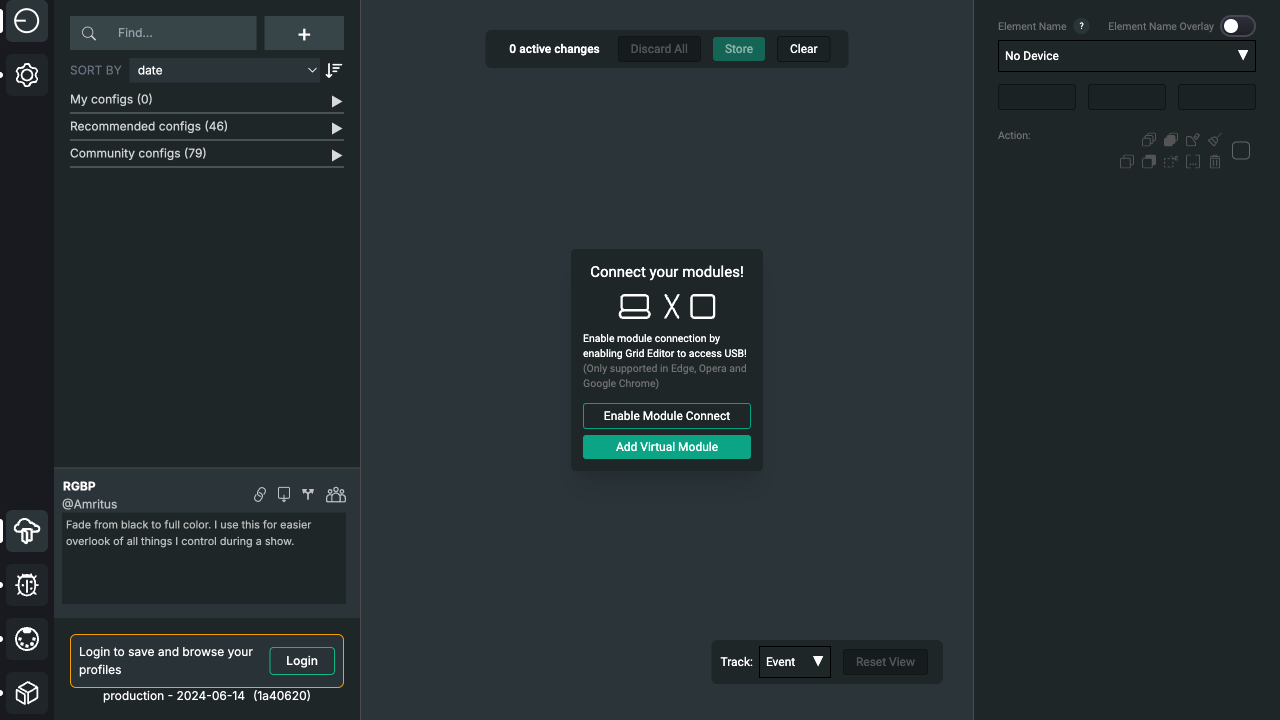 Find...
+
SORT BY date
My configs (0)
Recommended configs (46)
Community configs (79)
RGBP
@Amritus
Fade from black to full color. I use this for easier
overlook of all things I control during a show.
Login to save and browse your
profiles
Login
production - 2024-06-14 (1a40620)
0 active changes
Discard All
Store
Clear
Connect your modules!
Enable module connection by
enabling Grid Editor to access USB!
(Only supported in Edge, Opera and
Google Chrome)
Enable Module Connect
Add Virtual Module
Track:
Event
Reset View
Element Name ?
Element Name Overlay
No Device
Action: